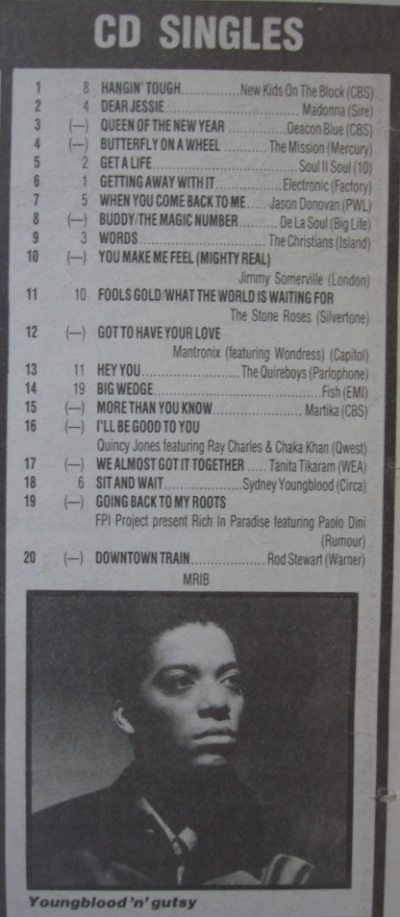 CD SINGLES
1 8 HANGIN' TOUGH..............New Kids On The Block (CBS)
2 4 DEAR JESSIE.................................Madonna (Sire)
3 (—) QUEEN OF THE NEW YEAR ..............Deacon Blue (CBS)
4 (—) BUTTERFLY ON A WHEEL ..........The Mission (Mercury)
5 2 GET A LIFE...................................Soul II Soul (10)
6 1 GETTING AWAY WITH IT................Electronic (Factory)
7 5 WHEN YOU COME BACK TO ME..... Jason Donovan (PWL)
8 (—) BUDDY/THE MAGIC NUMBER.........De La Soul (Big Life)
9 3 WORDS...............................The Christians (Island)
10 (—) YOU MAKE ME FEEL (MIGHTY REAL)
Jimmy Somerville (London)
11 10 FOOLS GOLD/WHAT THE WORLD IS WAITING FOR
The Stone Roses (Silvertone)
12 (—) GOT TO HAVE YOUR LOVE
Mantronix (featuring Wondress) (Capitol)
13 11 HEY YOU.......................The Quireboys (Parlophone)
14 19 BIG WEDGE..........................................Fish (EMI)
15 (—) MORE THAN YOU KNOW.....................Martika (CBS)
16 (—) I'LL BE GOOD TO YOU
Quincy Jones featuring Ray Charles & Chaka Khan (Qwest)
17 (—) WE ALMOST GOT IT TOGETHER ..... Tanita Tikaram (WEA)
18 6 SIT AND WAIT...................Sydney Youngblood (Circa)
19 (—) GOING BACK TO MY ROOTS
FPI Project present Rich In Paradise featuring Paolo Dini
(Rumour)
20 (—) DOWNTOWN TRAIN.................... Rod Stewart (Warner)
MRIB
Youngblood 'n' gutsy